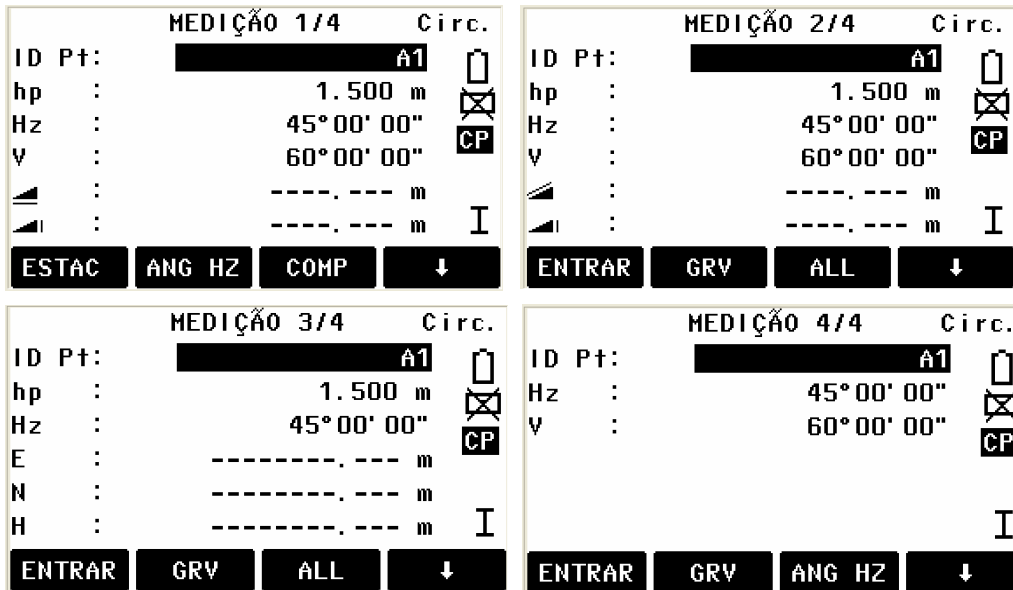 MEDIÇÃO 1/4 Circ.
ID Pt: A1
hp : 1.500 m
Hz : 45°00'00"
CP
V : 60°00'00"
: ----.--- m
: ----.--- m
I
ESTAC ANG HZ COMP ↓
MEDIÇÃO 2/4 Circ.
ID Pt: A1
hp : 1.500 m
Hz : 45°00'00"
CP
V : 60°00'00"
: ----.--- m
: ----.--- m
I
ENTRAR GRV ALL ↓
MEDIÇÃO 3/4 Circ.
ID Pt: A1
hp : 1.500 m
Hz : 45°00'00"
CP
E : --------.--- m
N : --------.--- m
H : --------.--- m
I
ENTRAR GRV ALL ↓
MEDIÇÃO 4/4 Circ.
ID Pt: A1
Hz : 45°00'00"
V : 60°00'00"
CP
I
ENTRAR GRV ANG HZ ↓